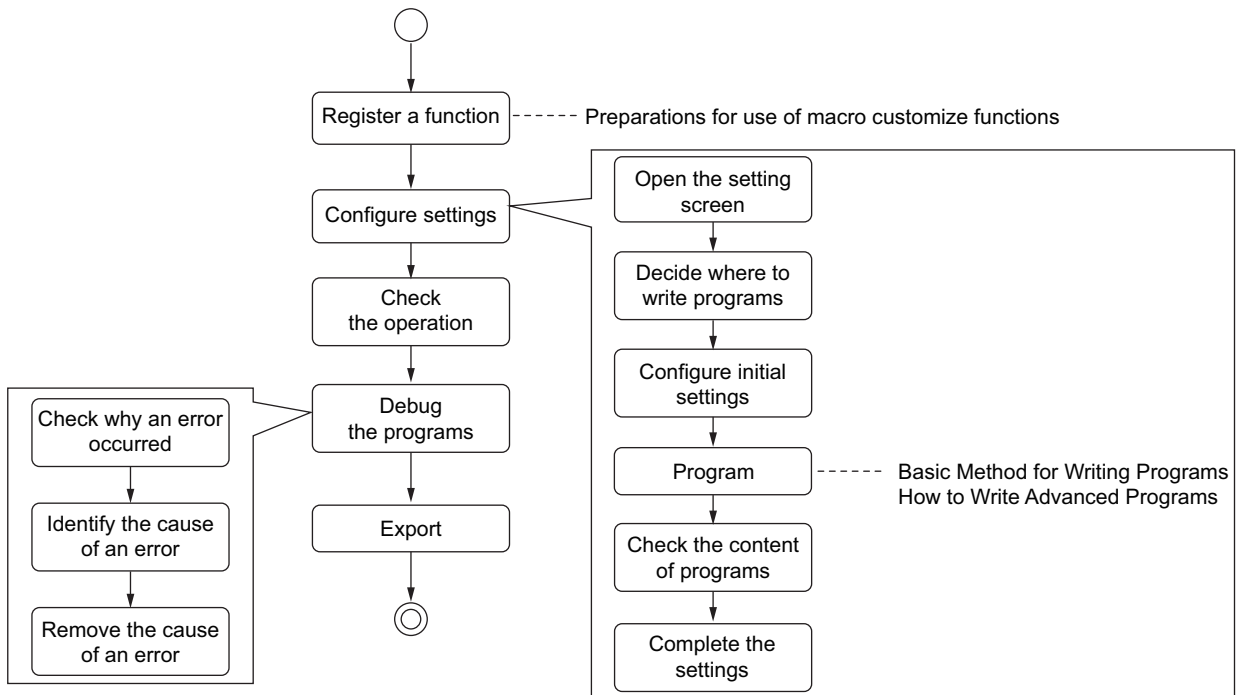 Register a function
Preparations for use of macro customize functions
Configure settings
Check
the operation
Debug
the programs
Export
Open the setting
screen
Decide where to
write programs
Configure initial
settings
Program
Basic Method for Writing Programs
How to Write Advanced Programs
Check the content
of programs
Complete the
settings
Check why an error
occurred
Identify the cause
of an error
Remove the cause
of an error